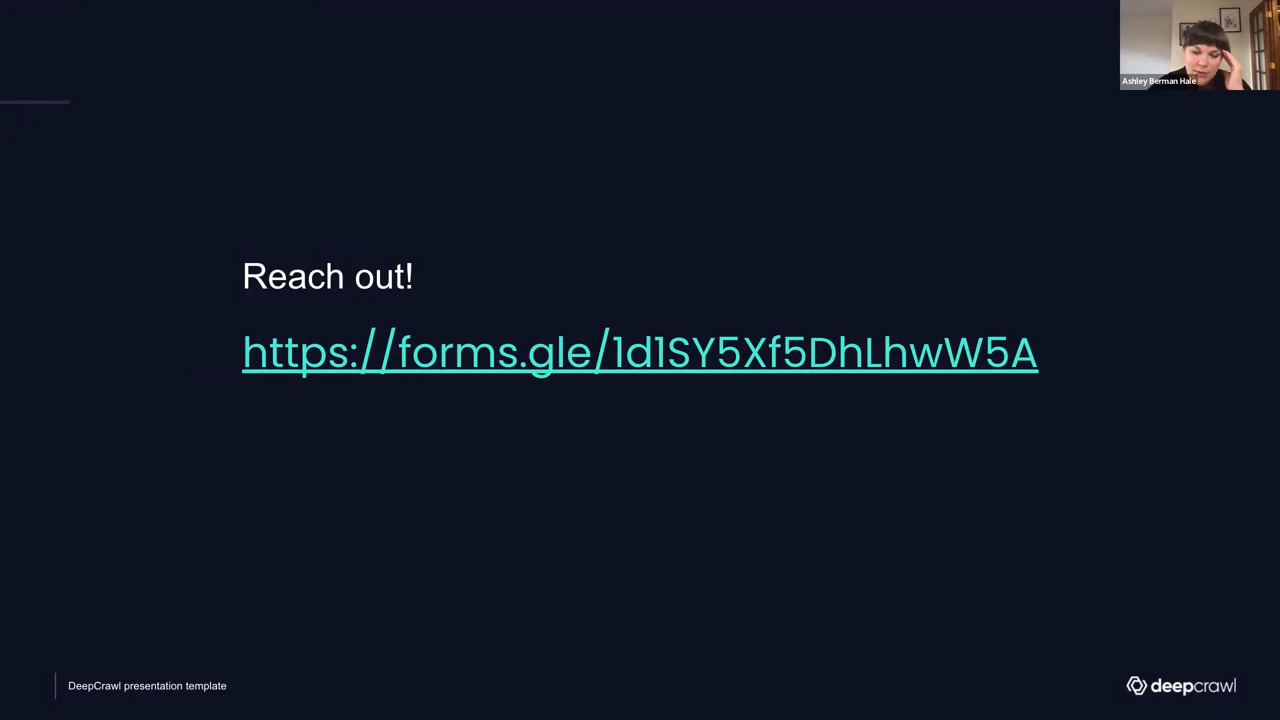 Ashley Berman Hale
Reach out!
https://forms.gle/1d1SY5Xf5DhLhwW5A
DeepCrawl presentation template
deepcrawl